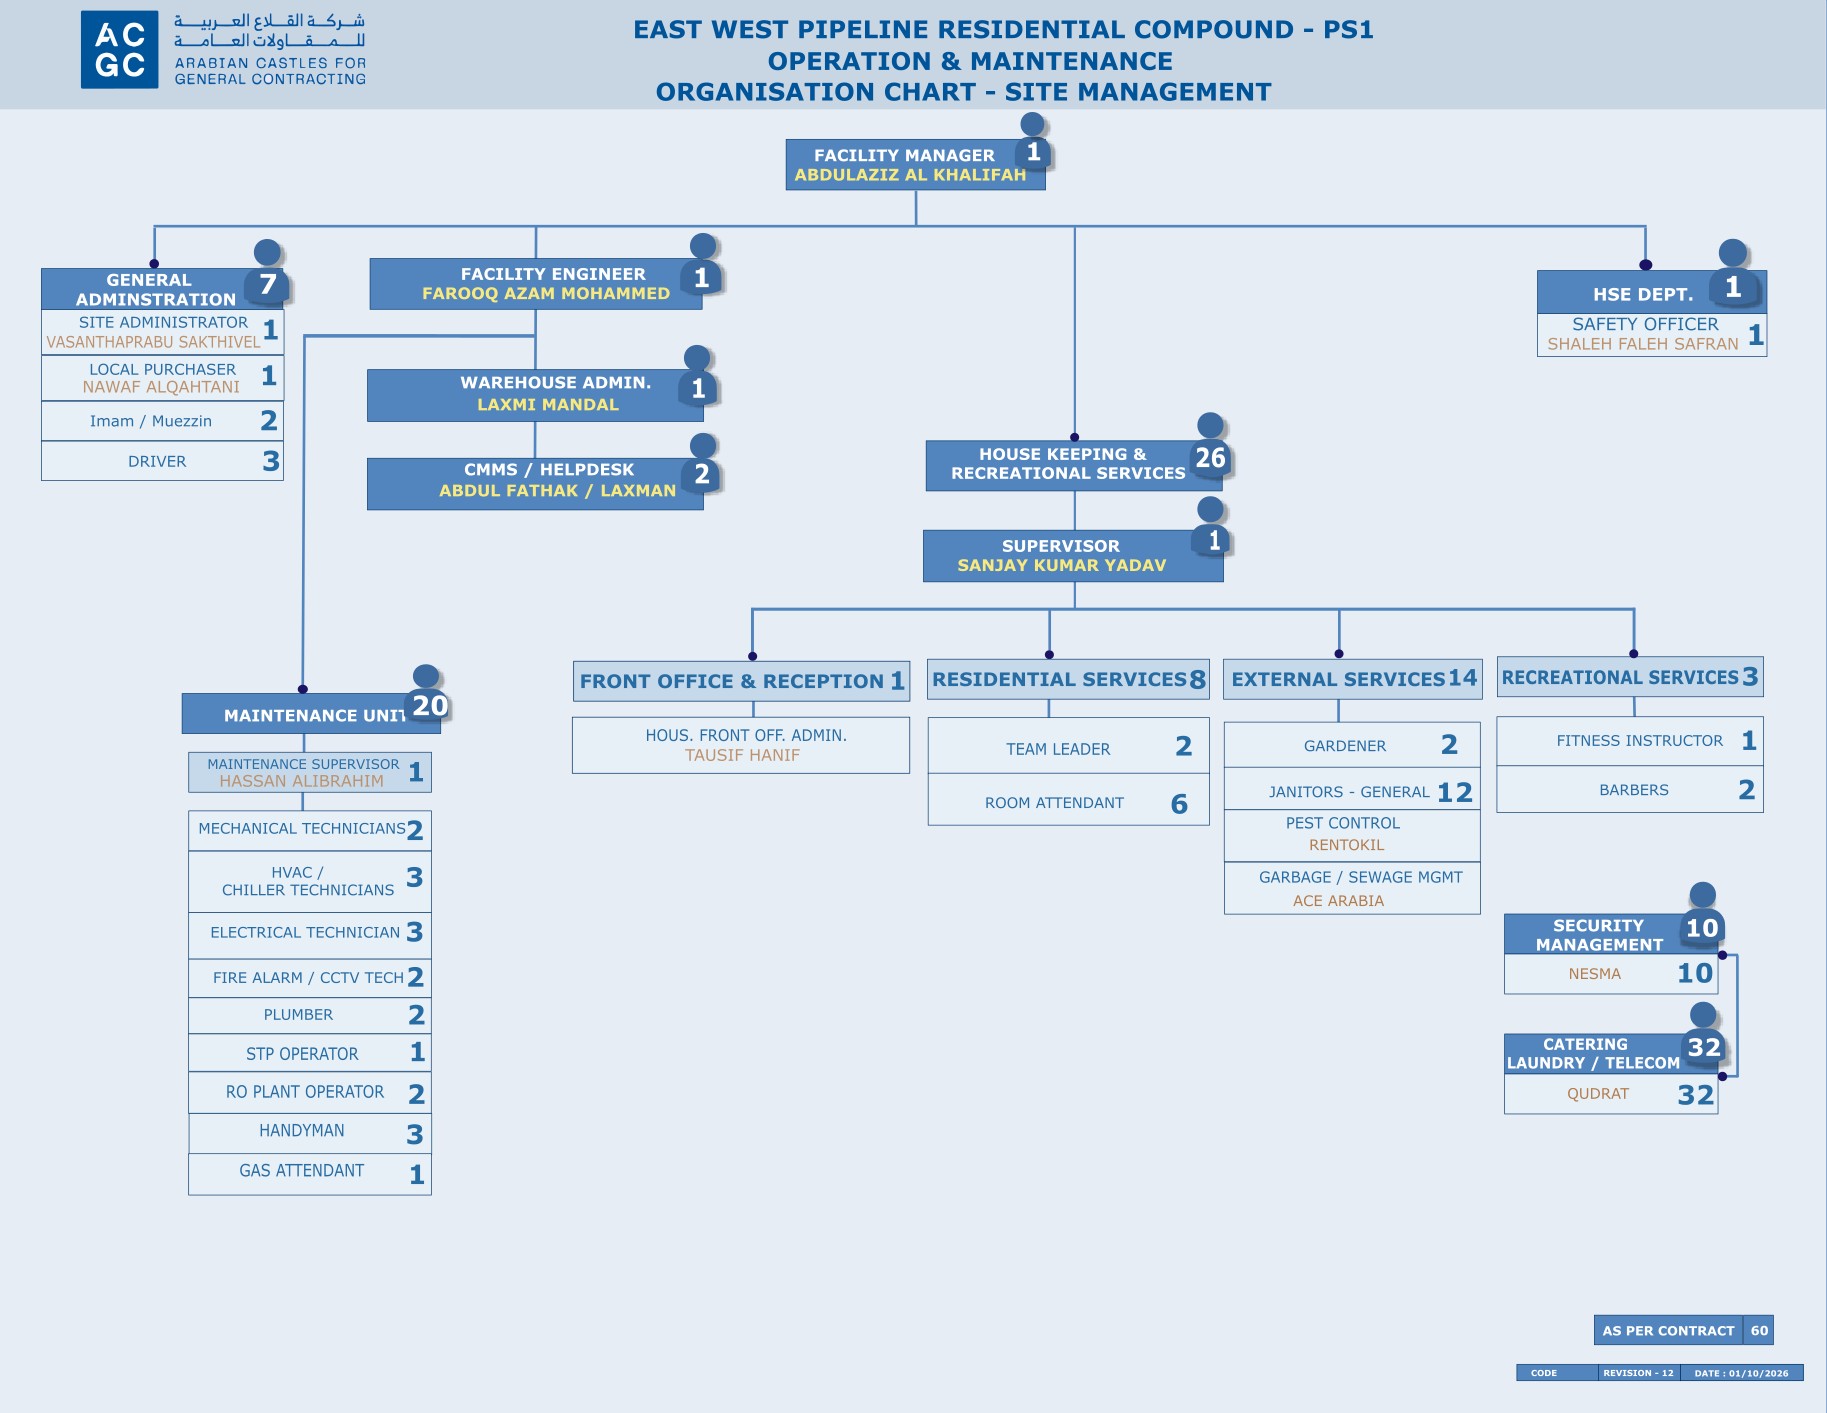 AC
GC
شركة القلاع العربية
للمقاولات العامة
ARABIAN CASTLES FOR
GENERAL CONTRACTING
EAST WEST PIPELINE RESIDENTIAL COMPOUND - PS1
OPERATION & MAINTENANCE
ORGANISATION CHART - SITE MANAGEMENT
FACILITY MANAGER 1
ABDULAZIZ AL KHALIFAH
GENERAL
ADMINSTRATION 7
SITE ADMINISTRATOR 1
VASANTHAPRABU SAKTHIVEL
LOCAL PURCHASER 1
NAWAF ALQAHTANI
Imam / Muezzin 2
DRIVER 3
FACILITY ENGINEER 1
FAROOQ AZAM MOHAMMED
WAREHOUSE ADMIN. 1
LAXMI MANDAL
CMMS / HELPDESK 2
ABDUL FATHAK / LAXMAN
HSE DEPT. 1
SAFETY OFFICER 1
SHALEH FALEH SAFRAN
HOUSE KEEPING & 26
RECREATIONAL SERVICES
SUPERVISOR 1
SANJAY KUMAR YADAV
MAINTENANCE UNIT 20
MAINTENANCE SUPERVISOR 1
HASSAN ALIBRAHIM
MECHANICAL TECHNICIANS 2
HVAC /
CHILLER TECHNICIANS 3
ELECTRICAL TECHNICIAN 3
FIRE ALARM / CCTV TECH 2
PLUMBER 2
STP OPERATOR 1
RO PLANT OPERATOR 2
HANDYMAN 3
GAS ATTENDANT 1
FRONT OFFICE & RECEPTION 1
HOUS. FRONT OFF. ADMIN.
TAUSIF HANIF
RESIDENTIAL SERVICES 8
TEAM LEADER 2
ROOM ATTENDANT 6
EXTERNAL SERVICES 14
GARDENER 2
JANITORS - GENERAL 12
PEST CONTROL
RENTOKIL
GARBAGE / SEWAGE MGMT
ACE ARABIA
RECREATIONAL SERVICES 3
FITNESS INSTRUCTOR 1
BARBERS 2
SECURITY 10
MANAGEMENT
NESMA 10
CATERING 32
LAUNDRY / TELECOM
QUDRAT 32
AS PER CONTRACT 60
CODE REVISION - 12 DATE : 01/10/2026